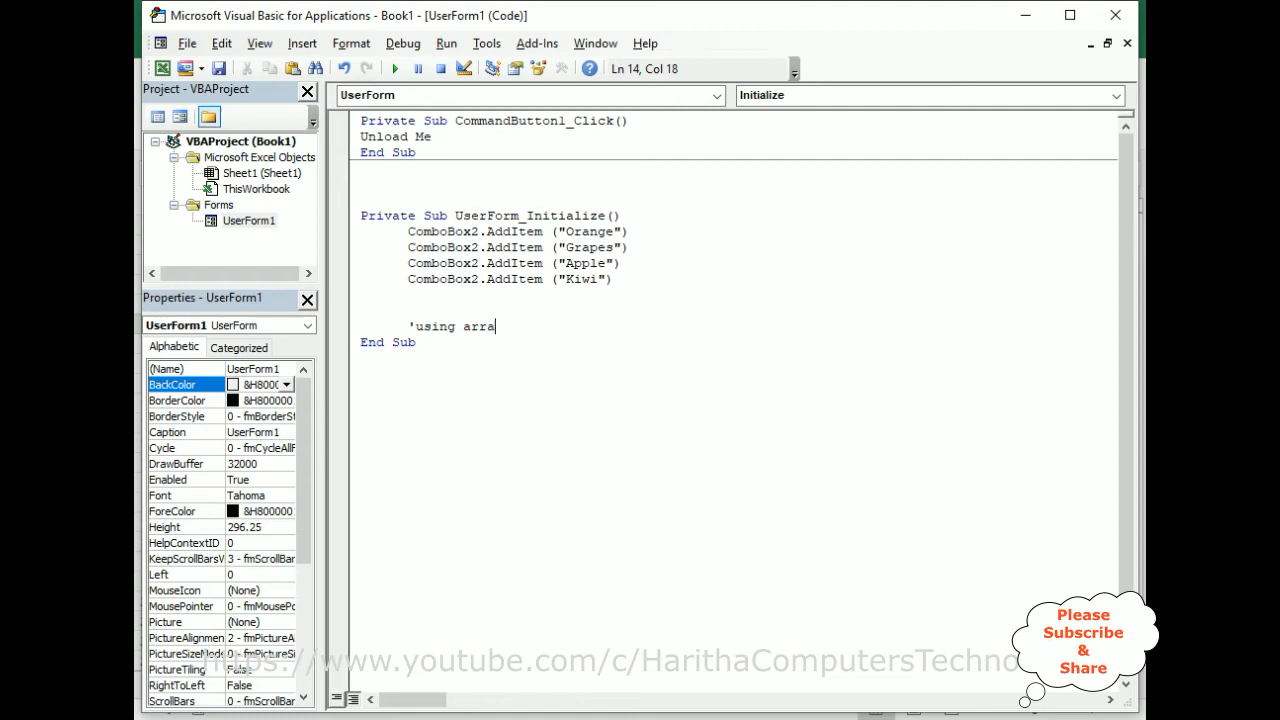 Microsoft Visual Basic for Applications - Book1 - [UserForm1 (Code)]
File Edit View Insert Format Debug Run Tools Add-Ins Window Help
Ln 14, Col 18
Project - VBAProject
UserForm
Initialize
VBAProject (Book1)
Microsoft Excel Objects
Sheet1 (Sheet1)
ThisWorkbook
Forms
UserForm1
Private Sub CommandButton1_Click()
Unload Me
End Sub
Private Sub UserForm_Initialize()
ComboBox2.AddItem ("Orange")
ComboBox2.AddItem ("Grapes")
ComboBox2.AddItem ("Apple")
ComboBox2.AddItem ("Kiwi")
'using arra
End Sub
Properties - UserForm1
UserForm1 UserForm
Alphabetic Categorized
(Name) UserForm1
BackColor &H800(
BorderColor &H800000
BorderStyle 0 - fmBorderSt
Caption UserForm1
Cycle 0 - fmCycleAllF
DrawBuffer 32000
Enabled True
Font Tahoma
ForeColor &H800000
Height 296.25
HelpContextID 0
KeepScrollBarsV 3 - fmScrollBar
Left 0
MouseIcon (None)
MousePointer 0 - fmMousePo
Picture (None)
PictureAlignmen 2 - fmPictureA
PictureSizeMode 0 - fmPictureSi
PictureTiling False
RightToLeft False
ScrollBars 0 - fmScrollBar
https://www.youtube.com/c/HarithaComputersTechno
Please
Subscribe
&
Share